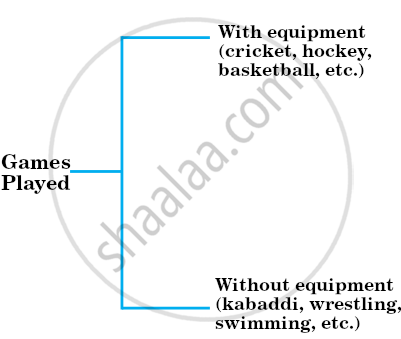 With equipment
(cricket, hockey,
basketball, etc.)
Games
Played
shaalaa.com
Without equipment
(kabaddi, wrestling,
swimming, etc.)